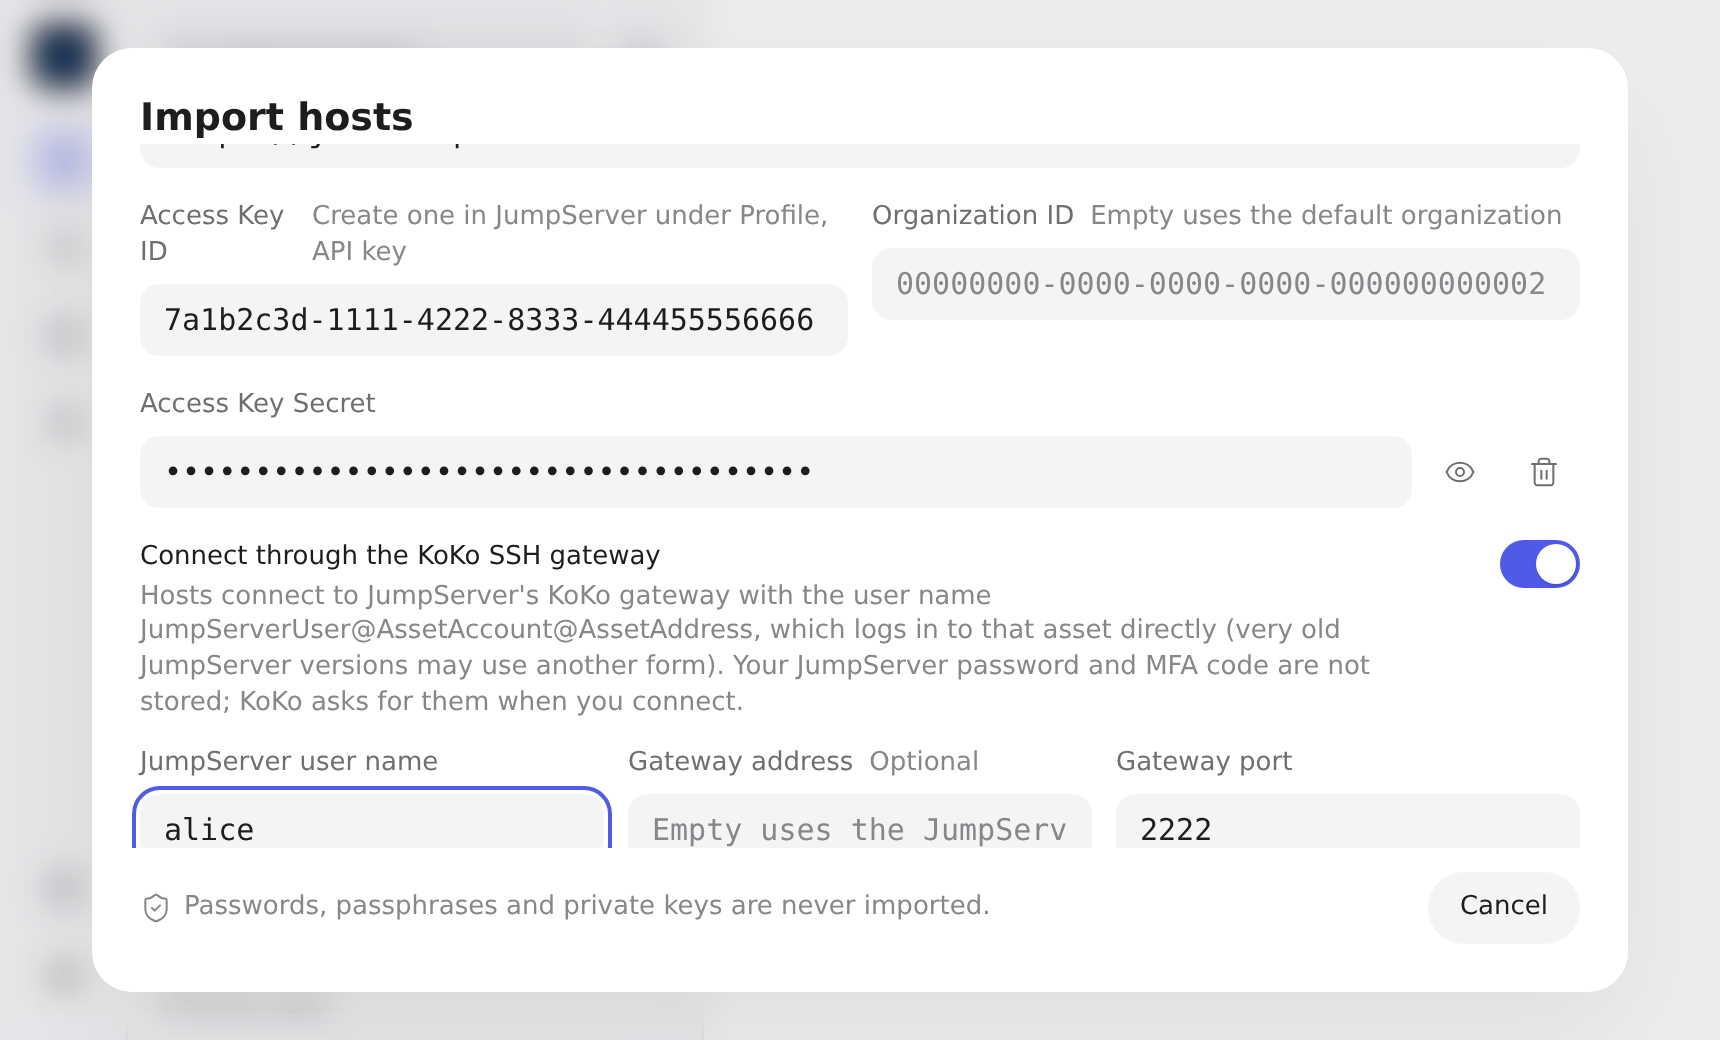 Import hosts
Access Key ID
Create one in JumpServer under Profile, API key
Organization ID Empty uses the default organization
00000000-0000-0000-0000-000000000002
7a1b2c3d-1111-4222-8333-444455556666
Access Key Secret
••••••••••••••••••••••••••••••••••••
Connect through the KoKo SSH gateway
Hosts connect to JumpServer's KoKo gateway with the user name
JumpServerUser@AssetAccount@AssetAddress, which logs in to that asset directly (very old
JumpServer versions may use another form). Your JumpServer password and MFA code are not
stored; KoKo asks for them when you connect.
JumpServer user name
Gateway address Optional
Gateway port
alice
Empty uses the JumpServ
2222
Passwords, passphrases and private keys are never imported.
Cancel